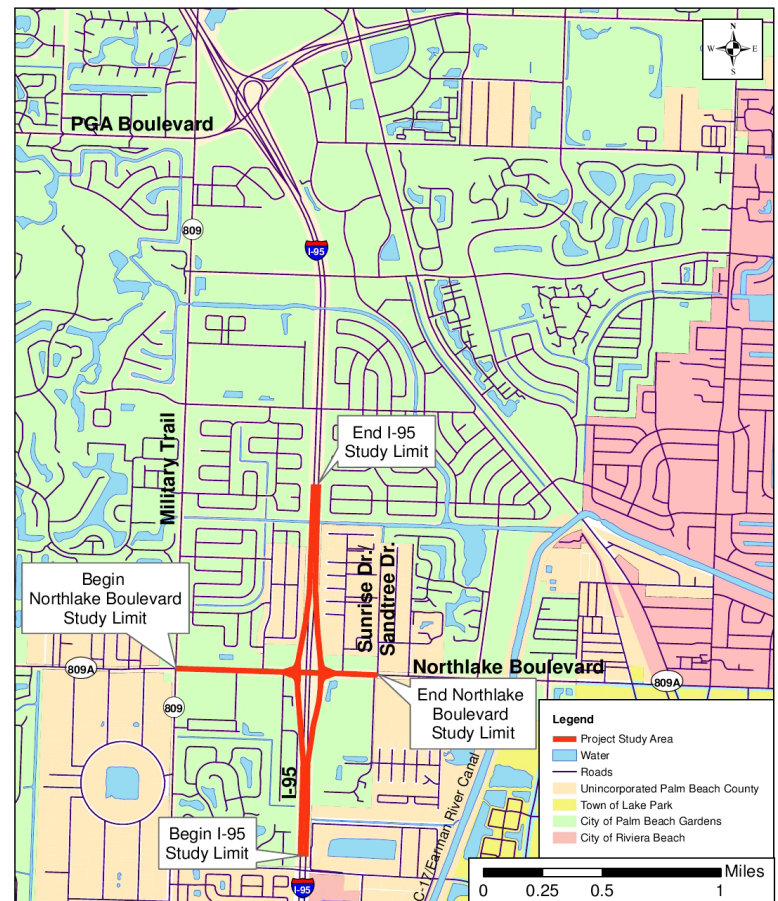 N
W E
S
PGA Boulevard
809
I-95
Military Trail
End I-95
Study Limit
Begin
Northlake Boulevard
Study Limit
Sunrise Dr./
Sandtree Dr.
809A
Northlake Boulevard
809A
809
End Northlake
Boulevard
Study Limit
I-95
Begin I-95
Study Limit
C-17/Earman River Canal
I-95
Legend
Project Study Area
Water
Roads
Unincorporated Palm Beach County
Town of Lake Park
City of Palm Beach Gardens
City of Riviera Beach
Miles
0 0.25 0.5 1